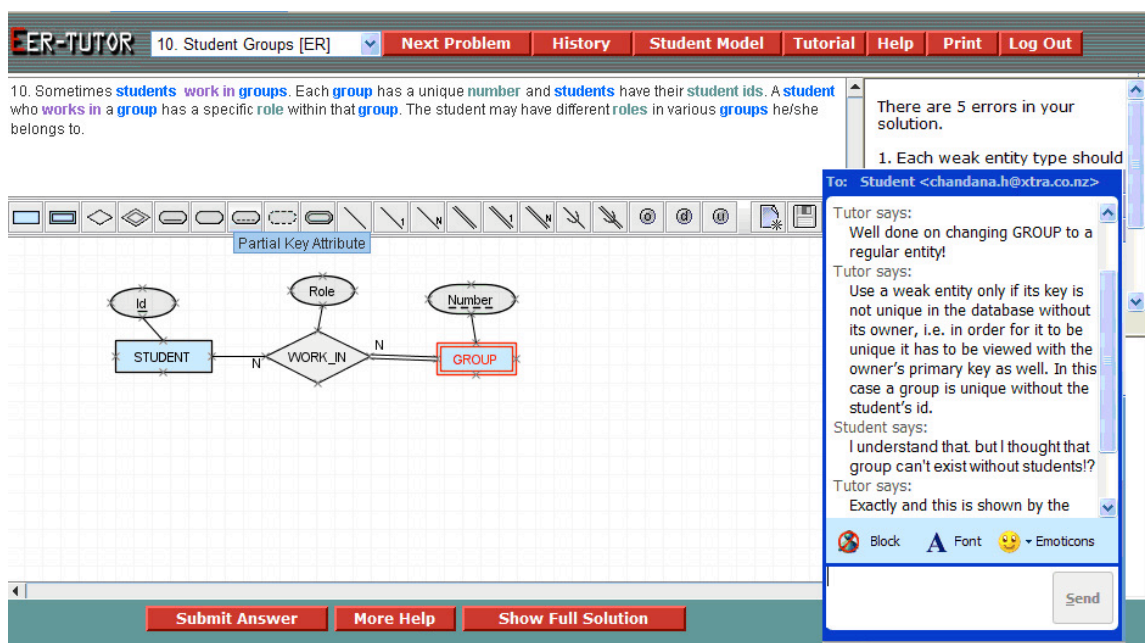 EER-TUTOR 10. Student Groups [ER] Next Problem History Student Model Tutorial Help Print Log Out
10. Sometimes students work in groups. Each group has a unique number and students have their student ids. A student
who works in a group has a specific role within that group. The student may have different roles in various groups he/she
belongs to.
There are 5 errors in your
solution.
1. Each weak entity type should
1 N 1 N o d u
Partial Key Attribute
Id
Role
Number
STUDENT
N
WORK_IN
N
GROUP
To: Student <chandana.h@xtra.co.nz>
Tutor says:
Well done on changing GROUP to a
regular entity!
Tutor says:
Use a weak entity only if its key is
not unique in the database without
its owner, i.e. in order for it to be
unique it has to be viewed with the
owner's primary key as well. In this
case a group is unique without the
student's id.
Student says:
I understand that. but I thought that
group can't exist without students!?
Tutor says:
Exactly and this is shown by the
Block A Font Emoticons
Send
Submit Answer More Help Show Full Solution